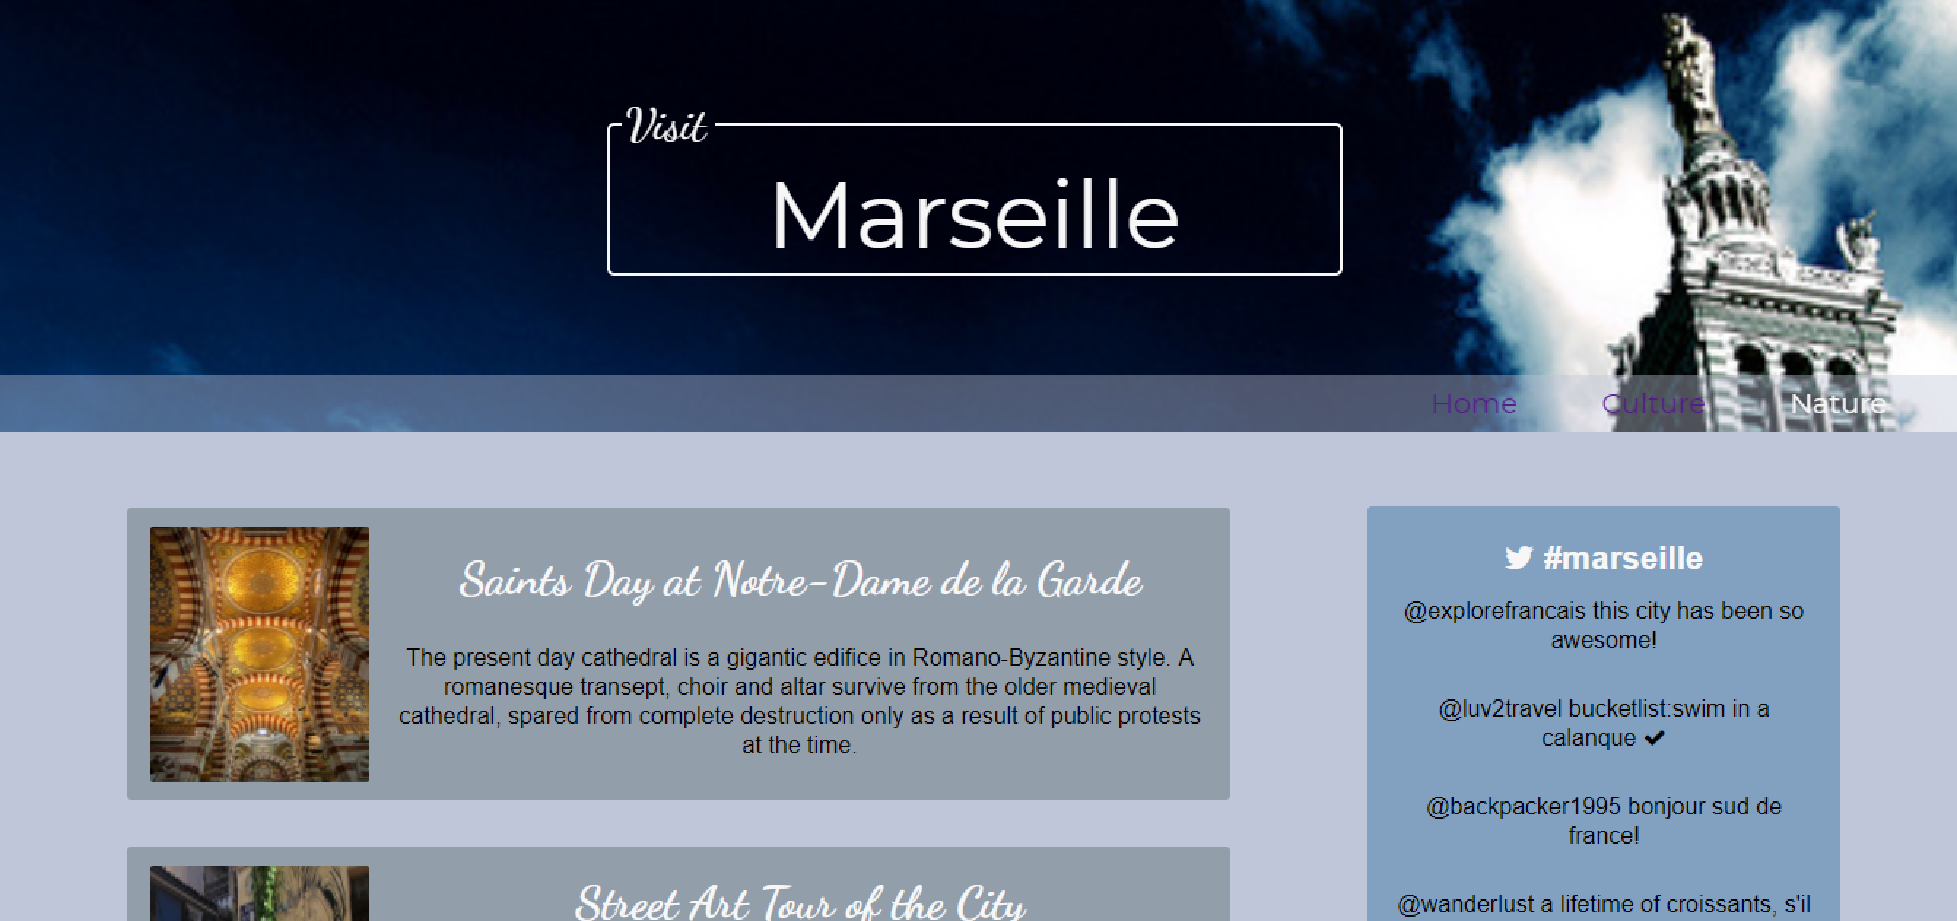 Visit
Marseille
Home Culture Nature
Saints Day at Notre-Dame de la Garde
The present day cathedral is a gigantic edifice in Romano-Byzantine style. A
romanesque transept, choir and altar survive from the older medieval
cathedral, spared from complete destruction only as a result of public protests
at the time.
Street Art Tour of the City
#marseille
@explorefrancais this city has been so
awesome!
@luv2travel bucketlist:swim in a
calanque ✔
@backpacker1995 bonjour sud de
france!
@wanderlust a lifetime of croissants, s'il